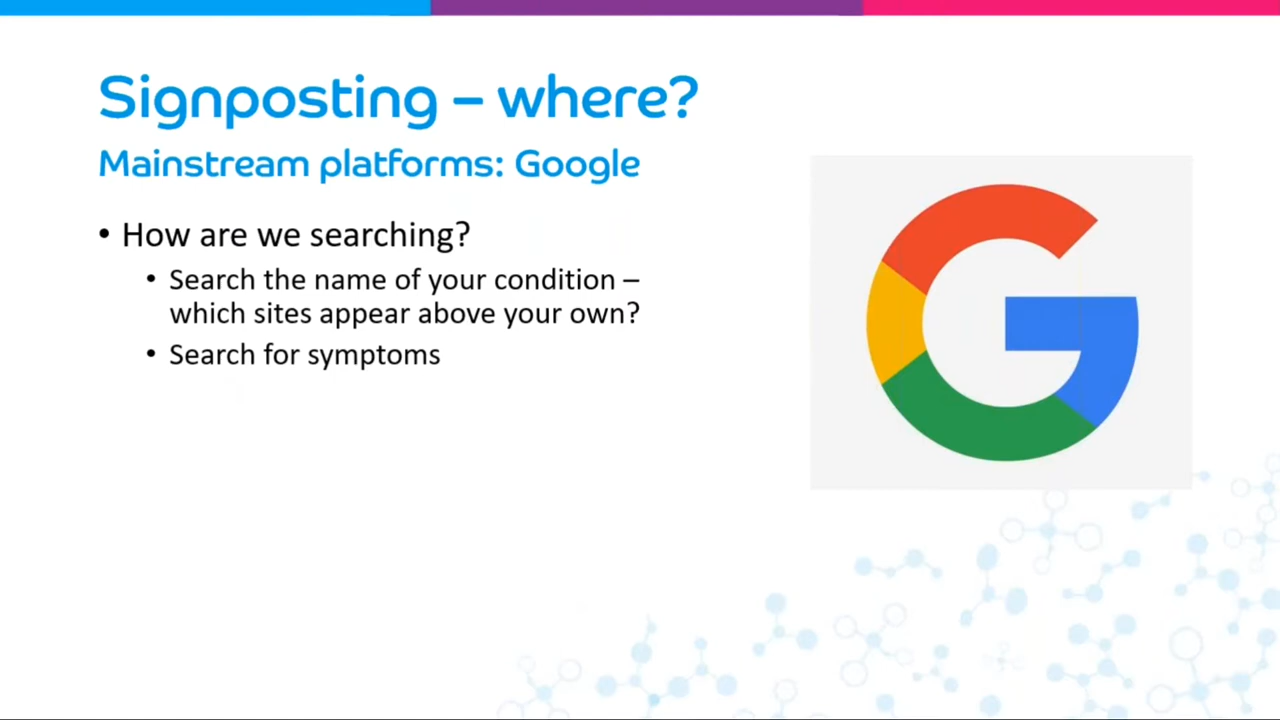 Signposting – where?
Mainstream platforms: Google
• How are we searching?
• Search the name of your condition –
which sites appear above your own?
• Search for symptoms